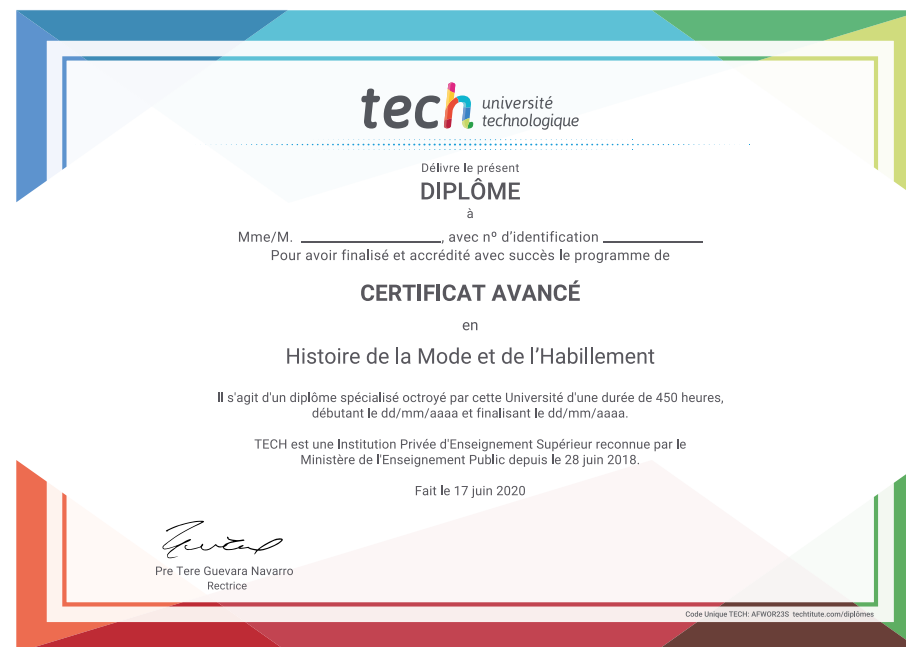 tech université
technologique
Délivre le présent
DIPLÔME
à
Mme/M. ____________________, avec nº d'identification ______________
Pour avoir finalisé et accrédité avec succès le programme de
CERTIFICAT AVANCÉ
en
Histoire de la Mode et de l'Habillement
Il s'agit d'un diplôme spécialisé octroyé par cette Université d'une durée de 450 heures,
débutant le dd/mm/aaaa et finalisant le dd/mm/aaaa.
TECH est une Institution Privée d'Enseignement Supérieur reconnue par le
Ministère de l'Enseignement Public depuis le 28 juin 2018.
Fait le 17 juin 2020
Pre Tere Guevara Navarro
Rectrice
Code Unique TECH: AFWOR23S techtitute.com/diplômes